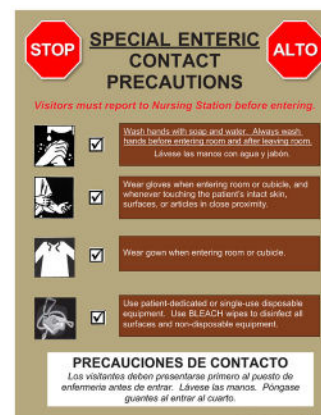 STOP
SPECIAL ENTERIC
CONTACT
PRECAUTIONS
ALTO
Visitors must report to Nursing Station before entering.
Wash hands with soap and water. Always wash
hands before entering room and after leaving room.
Lávese las manos con agua y jabón.
Wear gloves when entering room or cubicle, and
whenever touching the patient's intact skin,
surfaces, or articles in close proximity.
Wear gown when entering room or cubicle.
Use patient-dedicated or single-use disposable
equipment. Use BLEACH wipes to disinfect all
surfaces and non-disposable equipment.
PRECAUCIONES DE CONTACTO
Los visitantes deben presentarse primero al puesto de
enfermeria antes de entrar. Lávese las manos. Póngase
guantes al entrar al cuarto.